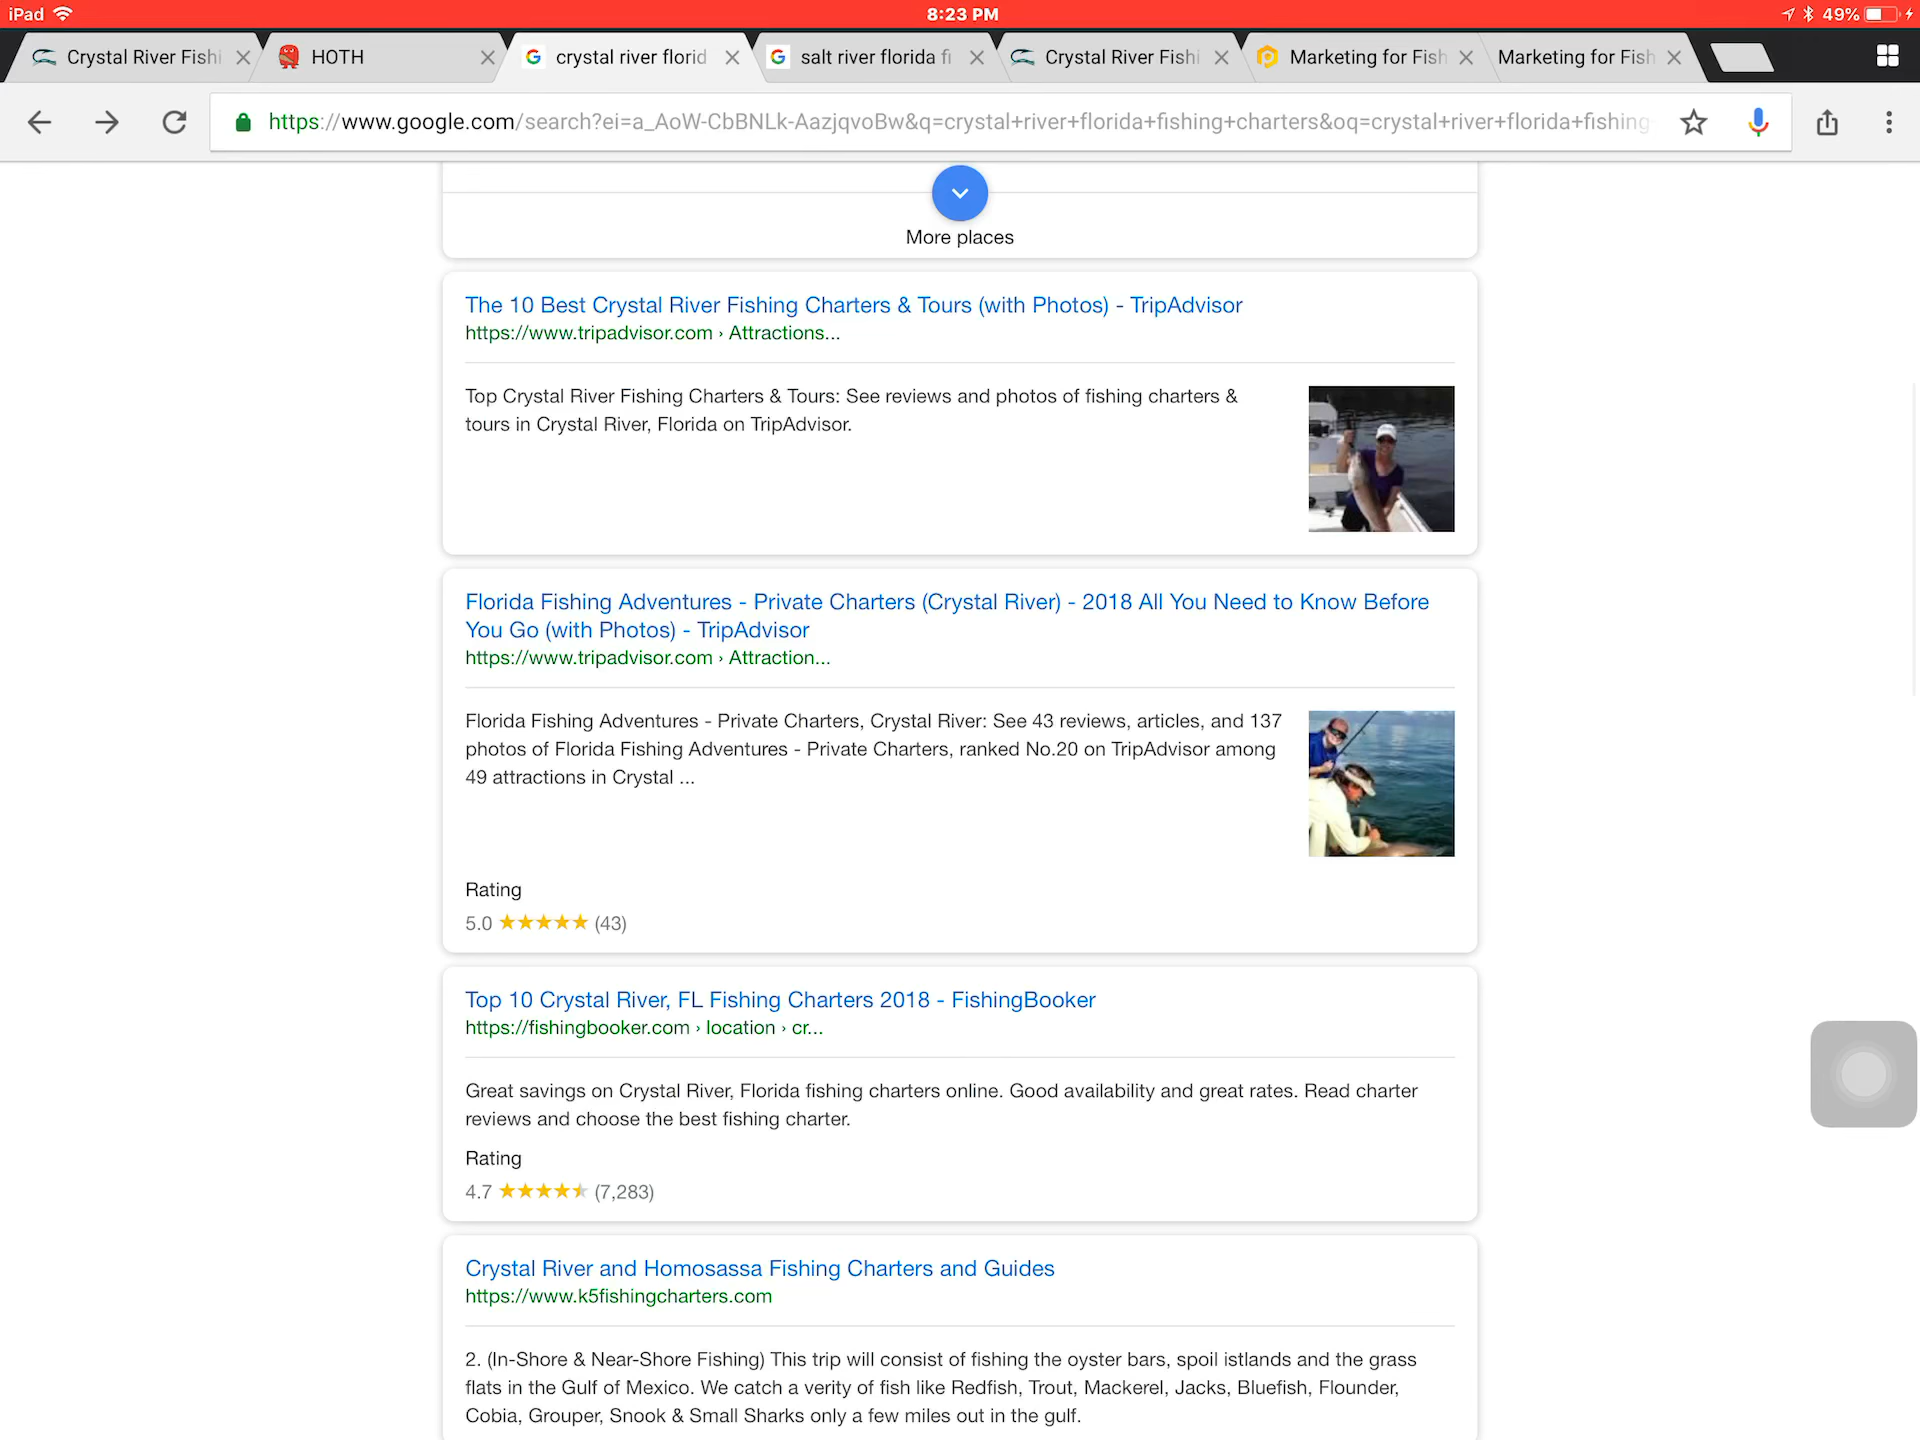 iPad
8:23 PM
49%
Crystal River Fishi
HOTH
crystal river florid
salt river florida fi
Crystal River Fishi
Marketing for Fish
Marketing for Fish
https://www.google.com/search?ei=a_AoW-CbBNLk-AazjqvoBw&q=crystal+river+florida+fishing+charters&oq=crystal+river+florida+fishing-
More places
The 10 Best Crystal River Fishing Charters & Tours (with Photos) - TripAdvisor
https://www.tripadvisor.com › Attractions...
Top Crystal River Fishing Charters & Tours: See reviews and photos of fishing charters &
tours in Crystal River, Florida on TripAdvisor.
Florida Fishing Adventures - Private Charters (Crystal River) - 2018 All You Need to Know Before
You Go (with Photos) - TripAdvisor
https://www.tripadvisor.com › Attraction...
Florida Fishing Adventures - Private Charters, Crystal River: See 43 reviews, articles, and 137
photos of Florida Fishing Adventures - Private Charters, ranked No.20 on TripAdvisor among
49 attractions in Crystal ...
Rating
5.0 ★★★★★ (43)
Top 10 Crystal River, FL Fishing Charters 2018 - FishingBooker
https://fishingbooker.com › location › cr...
Great savings on Crystal River, Florida fishing charters online. Good availability and great rates. Read charter
reviews and choose the best fishing charter.
Rating
4.7 ★★★★★ (7,283)
Crystal River and Homosassa Fishing Charters and Guides
https://www.k5fishingcharters.com
2. (In-Shore & Near-Shore Fishing) This trip will consist of fishing the oyster bars, spoil istlands and the grass
flats in the Gulf of Mexico. We catch a verity of fish like Redfish, Trout, Mackerel, Jacks, Bluefish, Flounder,
Cobia, Grouper, Snook & Small Sharks only a few miles out in the gulf.